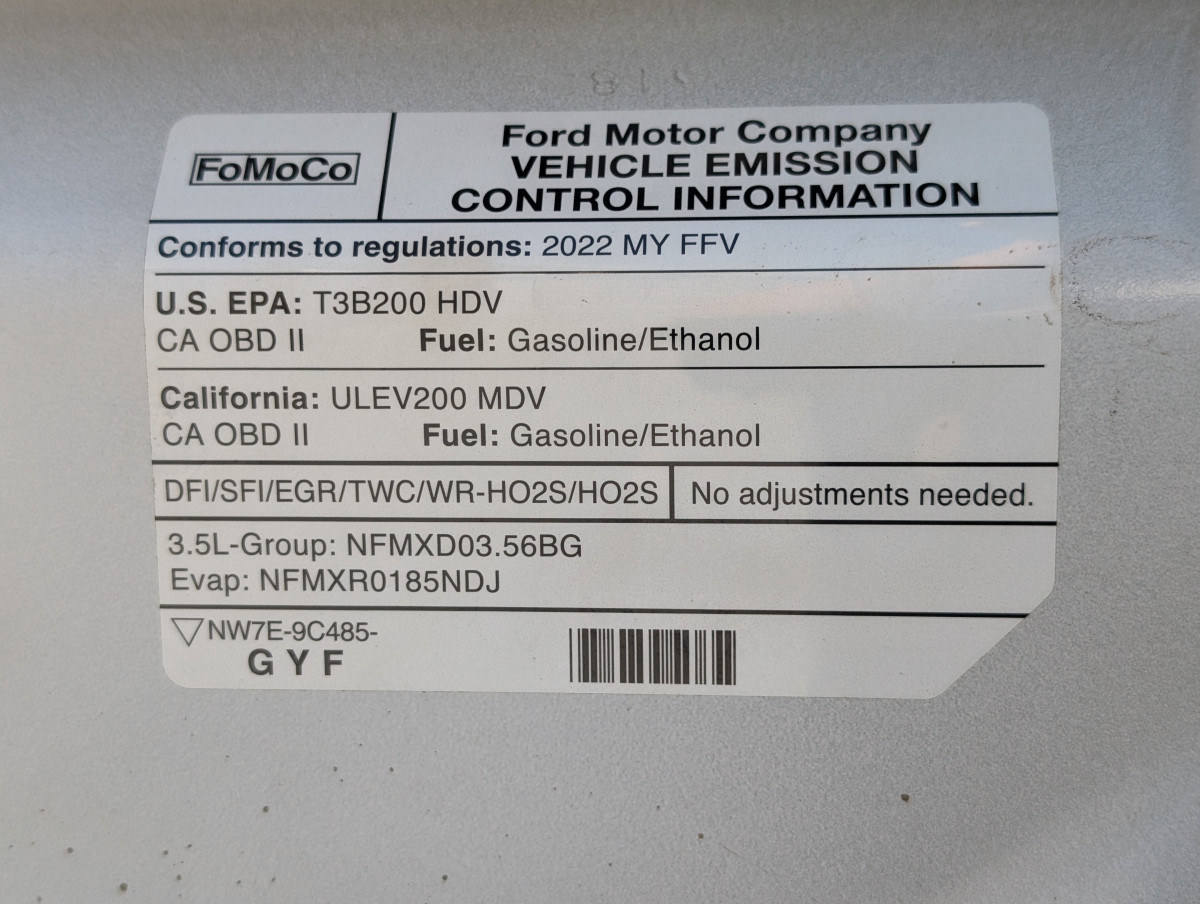 FoMoCo
Ford Motor Company
VEHICLE EMISSION
CONTROL INFORMATION
Conforms to regulations: 2022 MY FFV
U.S. EPA: T3B200 HDV
CA OBD II Fuel: Gasoline/Ethanol
California: ULEV200 MDV
CA OBD II Fuel: Gasoline/Ethanol
DFI/SFI/EGR/TWC/WR-HO2S/HO2S No adjustments needed.
3.5L-Group: NFMXD03.56BG
Evap: NFMXR0185NDJ
NW7E-9C485-
G Y F